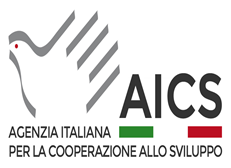 AICS
AGENZIA ITALIANA
PER LA COOPERAZIONE ALLO SVILUPPO